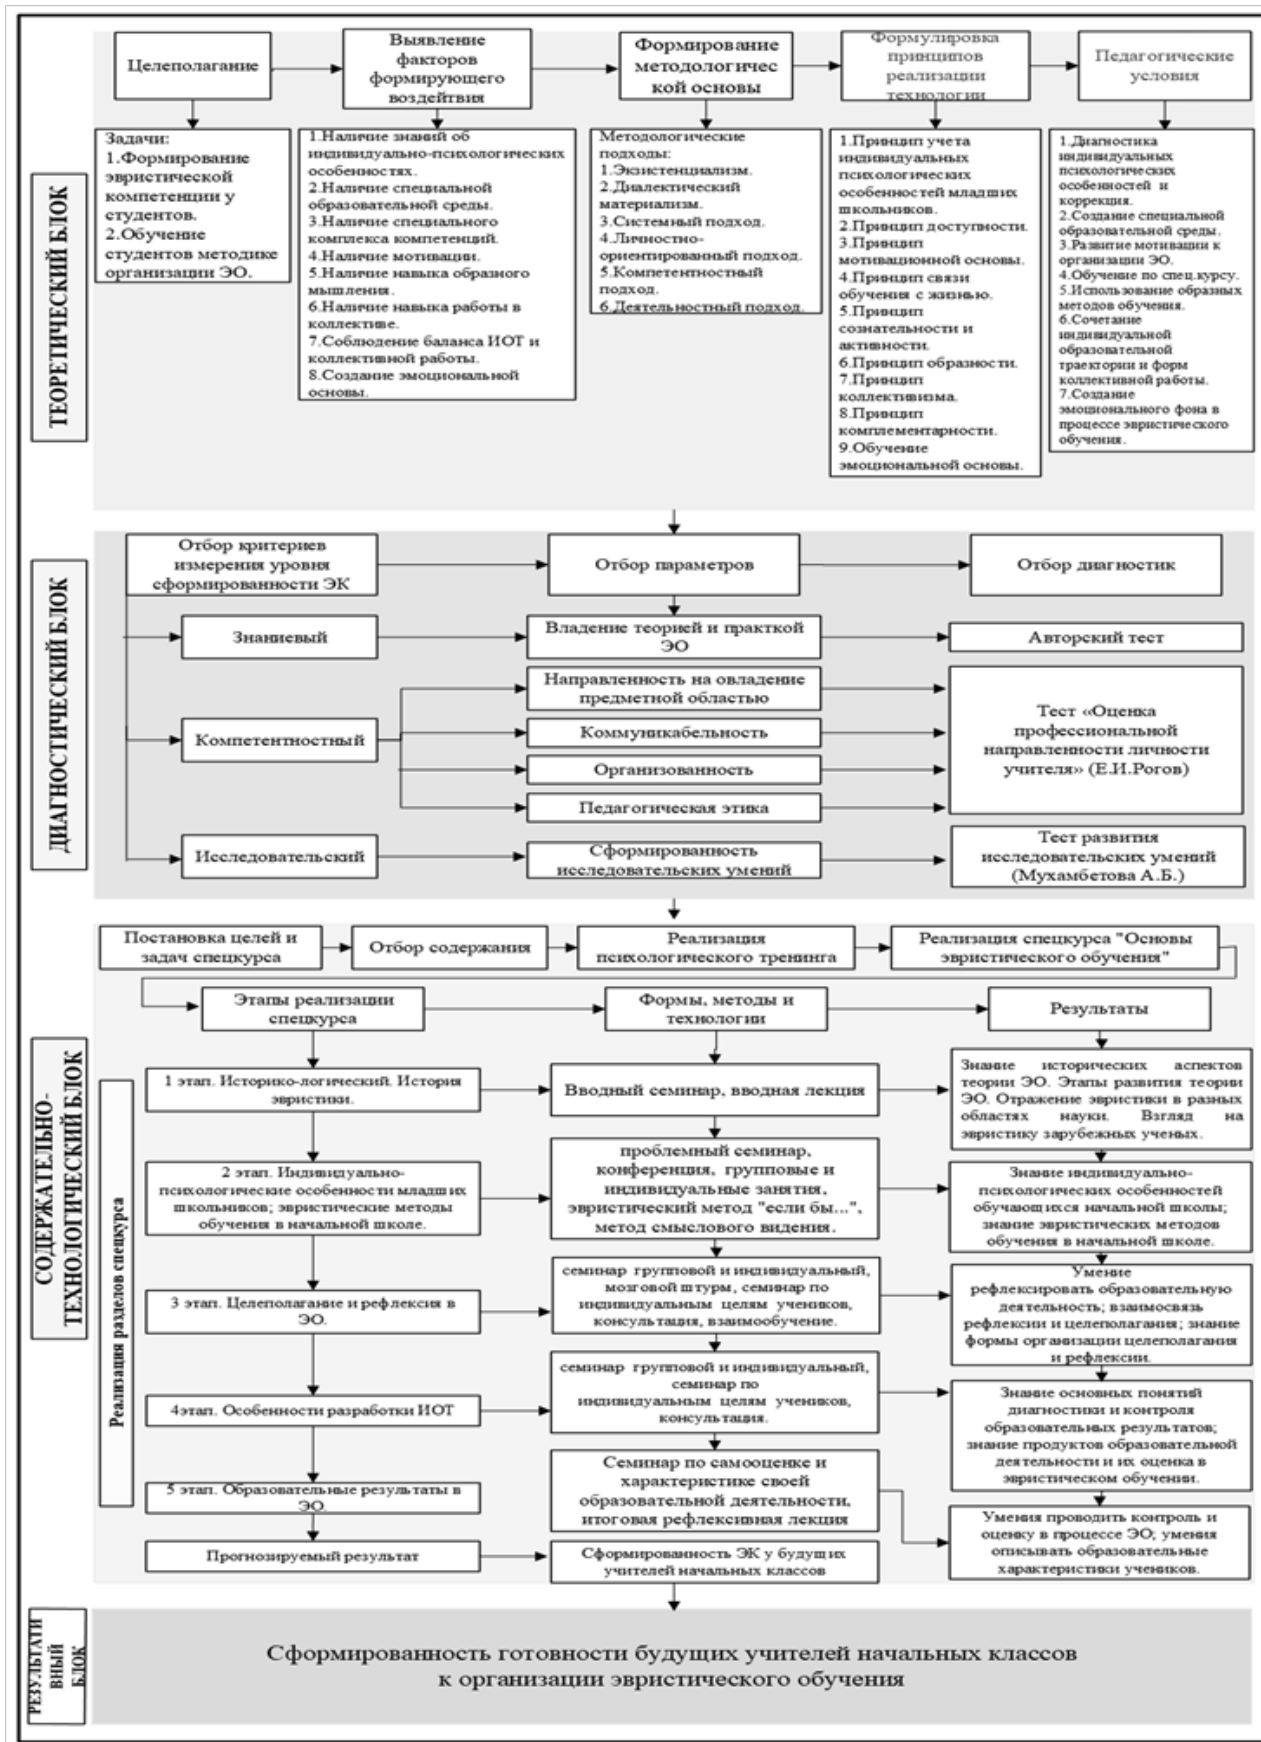 ТЕОРЕТИЧЕСКИЙ БЛОК
Целеполагание
Выявление
факторов
формирующего
воздейтвия
Формирование
методологичес
кой основы
Формулировка
принципов
реализации
технологии
Педагогические
условия
Задачи:
1.Формирование
эвристической
компетенции у
студентов.
2.Обучение
студентов методике
организации ЭО.
1.Наличие знаний об
индивидуально-психологических
особенностях.
2.Наличие специальной
образовательной среды.
3.Наличие специального
комплекса компетенций.
4.Наличие мотивации.
5.Наличие навыка образного
мышления.
6.Наличие навыка работы в
коллективе.
7.Соблюдение баланса ИОТ и
коллективной работы.
8.Создание эмоциональной
основы.
Методологические
подходы:
1.Экзистенциализм.
2.Диалектический
материализм.
3.Системный подход.
4.Личностно-
ориентированный подход.
5.Компетентностный
подход.
6.Деятельностный подход.
1.Принцип учета
индивидуальных
психологических
особенностей младших
школьников.
2.Принцип доступности.
3.Принцип
мотивационной основы.
4.Принцип связи
обучения с жизнью.
5.Принцип
сознательности и
активности.
6.Принцип образности.
7.Принцип
коллективизма.
8.Принцип
комплементарности.
9.Обучение
эмоциональной основы.
1.Диагностика
индивидуальных
психологических
особенностей и
коррекция.
2.Создание специальной
образовательной среды.
3.Развитие мотивации к
организации ЭО.
4.Обучение по спец.курсу.
5.Использование образных
методов обучения.
6.Сочетание
индивидуальной
образовательной
траектории и форм
коллективной работы.
7.Создание
эмоционального фона в
процессе эвристического
обучения.
ДИАГНОСТИЧЕСКИЙ БЛОК
Отбор критериев
измерения уровня
сформированности ЭК
Отбор параметров
Отбор диагностик
Знаниевый
Владение теорией и практкой
ЭО
Авторский тест
Компетентностный
Направленность на овладение
предметной областью
Коммуникабельность
Организованность
Педагогическая этика
Тест «Оценка
профессиональной
направленности личности
учителя» (Е.И.Рогов)
Исследовательский
Сформированность
исследовательских умений
Тест развития
исследовательских умений
(Мухамбетова А.Б.)
СОДЕРЖАТЕЛЬНО-
ТЕХНОЛОГИЧЕСКИЙ БЛОК
Постановка целей и
задач спецкурса
Отбор содержания
Реализация
психологического тренинга
Реализация спецкурса "Основы
эвристического обучения"
Этапы реализации
спецкурса
Формы, методы и
технологии
Результаты
Реализация разделов спецкурса
1 этап. Историко-логический. История
эвристики.
Вводный семинар, вводная лекция
Знание исторических аспектов
теории ЭО. Этапы развития теории
ЭО. Отражение эвристики в разных
областях науки. Взгляд на
эвристику зарубежных ученых.
2 этап. Индивидуально-
психологические особенности младших
школьников; эвристические методы
обучения в начальной школе.
проблемный семинар,
конференция, групповые и
индивидуальные занятия,
эвристический метод "если бы...",
метод смыслового видения.
Знание индивидуально-
психологических особенностей
обучающихся начальной школы;
знание эвристических методов
обучения в начальной школе.
3 этап. Целеполагание и рефлексия в
ЭО.
семинар групповой и индивидуальный,
мозговой штурм, семинар по
индивидуальным целям учеников,
консультация, взаимообучение.
Умение
рефлексировать образовательную
деятельность; взаимосвязь
рефлексии и целеполагания; знание
формы организации целеполагания
и рефлексии.
4этап. Особенности разработки ИОТ
семинар групповой и индивидуальный,
семинар по
индивидуальным целям учеников,
консультация.
Знание основных понятий
диагностики и контроля
образовательных результатов;
знание продуктов образовательной
деятельности и их оценка в
эвристическом обучении.
5 этап. Образовательные результаты в
ЭО.
Семинар по самооценке и
характеристике своей
образовательной деятельности,
итоговая рефлексивная лекция
Умения проводить контроль и
оценку в процессе ЭО; умения
описывать образовательные
характеристики учеников.
Прогнозируемый результат
Сформированность ЭК у будущих
учителей начальных классов
РЕЗУЛЬТАТИ
ВНЫЙ
БЛОК
Сформированность готовности будущих учителей начальных классов
к организации эвристического обучения